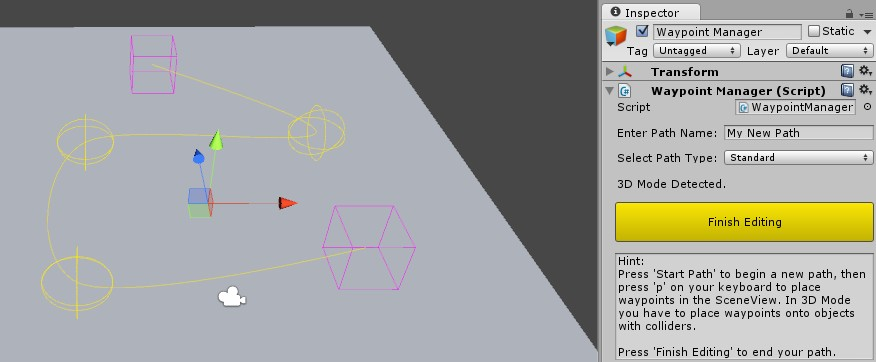 Inspector
Waypoint Manager
Static
Tag Untagged Layer Default
Transform
Waypoint Manager (Script)
Script WaypointManager
Enter Path Name: My New Path
Select Path Type: Standard
3D Mode Detected.
Finish Editing
Hint:
Press 'Start Path' to begin a new path, then
press 'p' on your keyboard to place
waypoints in the SceneView. In 3D Mode
you have to place waypoints onto objects
with colliders.
Press 'Finish Editing' to end your path.